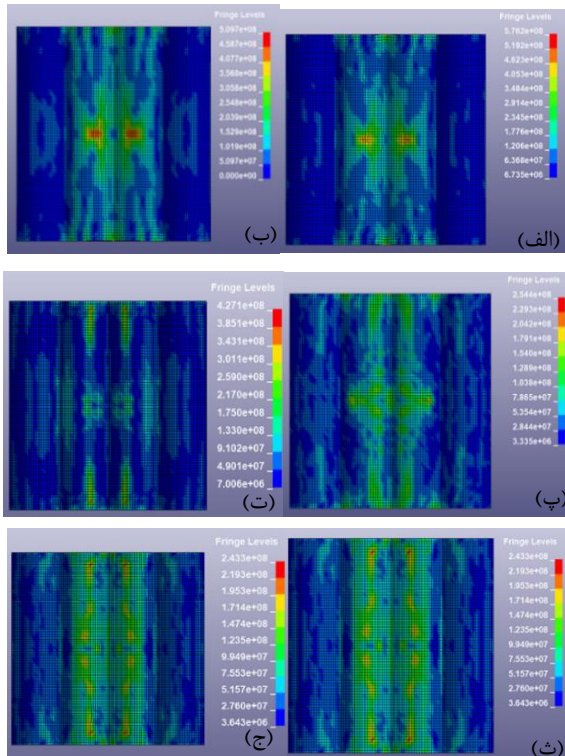 Fringe Levels
5.762e+08
5.192e+08
4.623e+08
4.053e+08
3.484e+08
2.914e+08
2.345e+08
1.776e+08
1.206e+08
6.368e+07
6.735e+06
(الف)
Fringe Levels
5.097e+08
4.587e+08
4.077e+08
3.568e+08
3.058e+08
2.548e+08
2.039e+08
1.529e+08
1.019e+08
5.097e+07
0.000e+00
(ب)
Fringe Levels
2.544e+08
2.293e+08
2.042e+08
1.791e+08
1.540e+08
1.289e+08
1.038e+08
7.865e+07
5.354e+07
2.844e+07
3.335e+06
(پ)
Fringe Levels
4.271e+08
3.851e+08
3.431e+08
3.011e+08
2.590e+08
2.170e+08
1.750e+08
1.330e+08
9.102e+07
4.901e+07
7.006e+06
(ت)
Fringe Levels
2.433e+08
2.193e+08
1.953e+08
1.714e+08
1.474e+08
1.235e+08
9.949e+07
7.553e+07
5.157e+07
2.760e+07
3.643e+06
(ث)
Fringe Levels
2.433e+08
2.193e+08
1.953e+08
1.714e+08
1.474e+08
1.235e+08
9.949e+07
7.553e+07
5.157e+07
2.760e+07
3.643e+06
(ج)